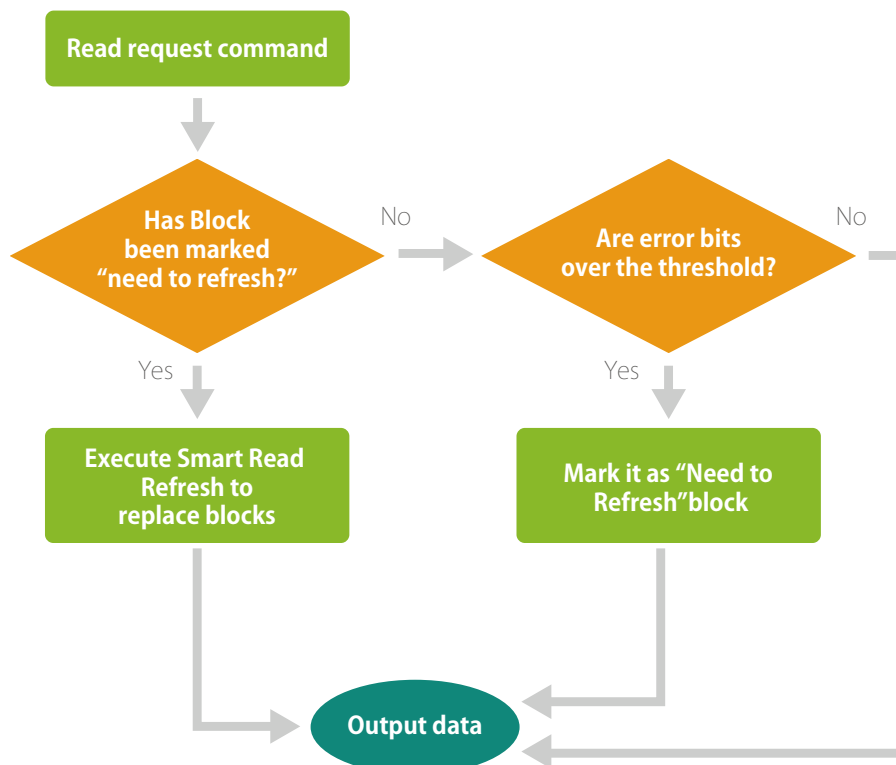 Read request command
Has Block
been marked
“need to refresh?”
No
Are error bits
over the threshold?
No
Yes
Yes
Execute Smart Read
Refresh to
replace blocks
Mark it as “Need to
Refresh”block
Output data